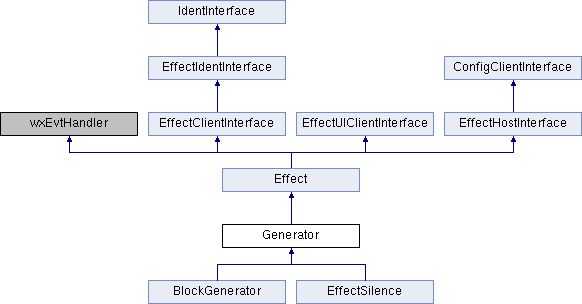 IdentInterface
EffectIdentInterface
ConfigClientInterface
wxEvtHandler
EffectClientInterface
EffectUIClientInterface
EffectHostInterface
Effect
Generator
BlockGenerator
EffectSilence